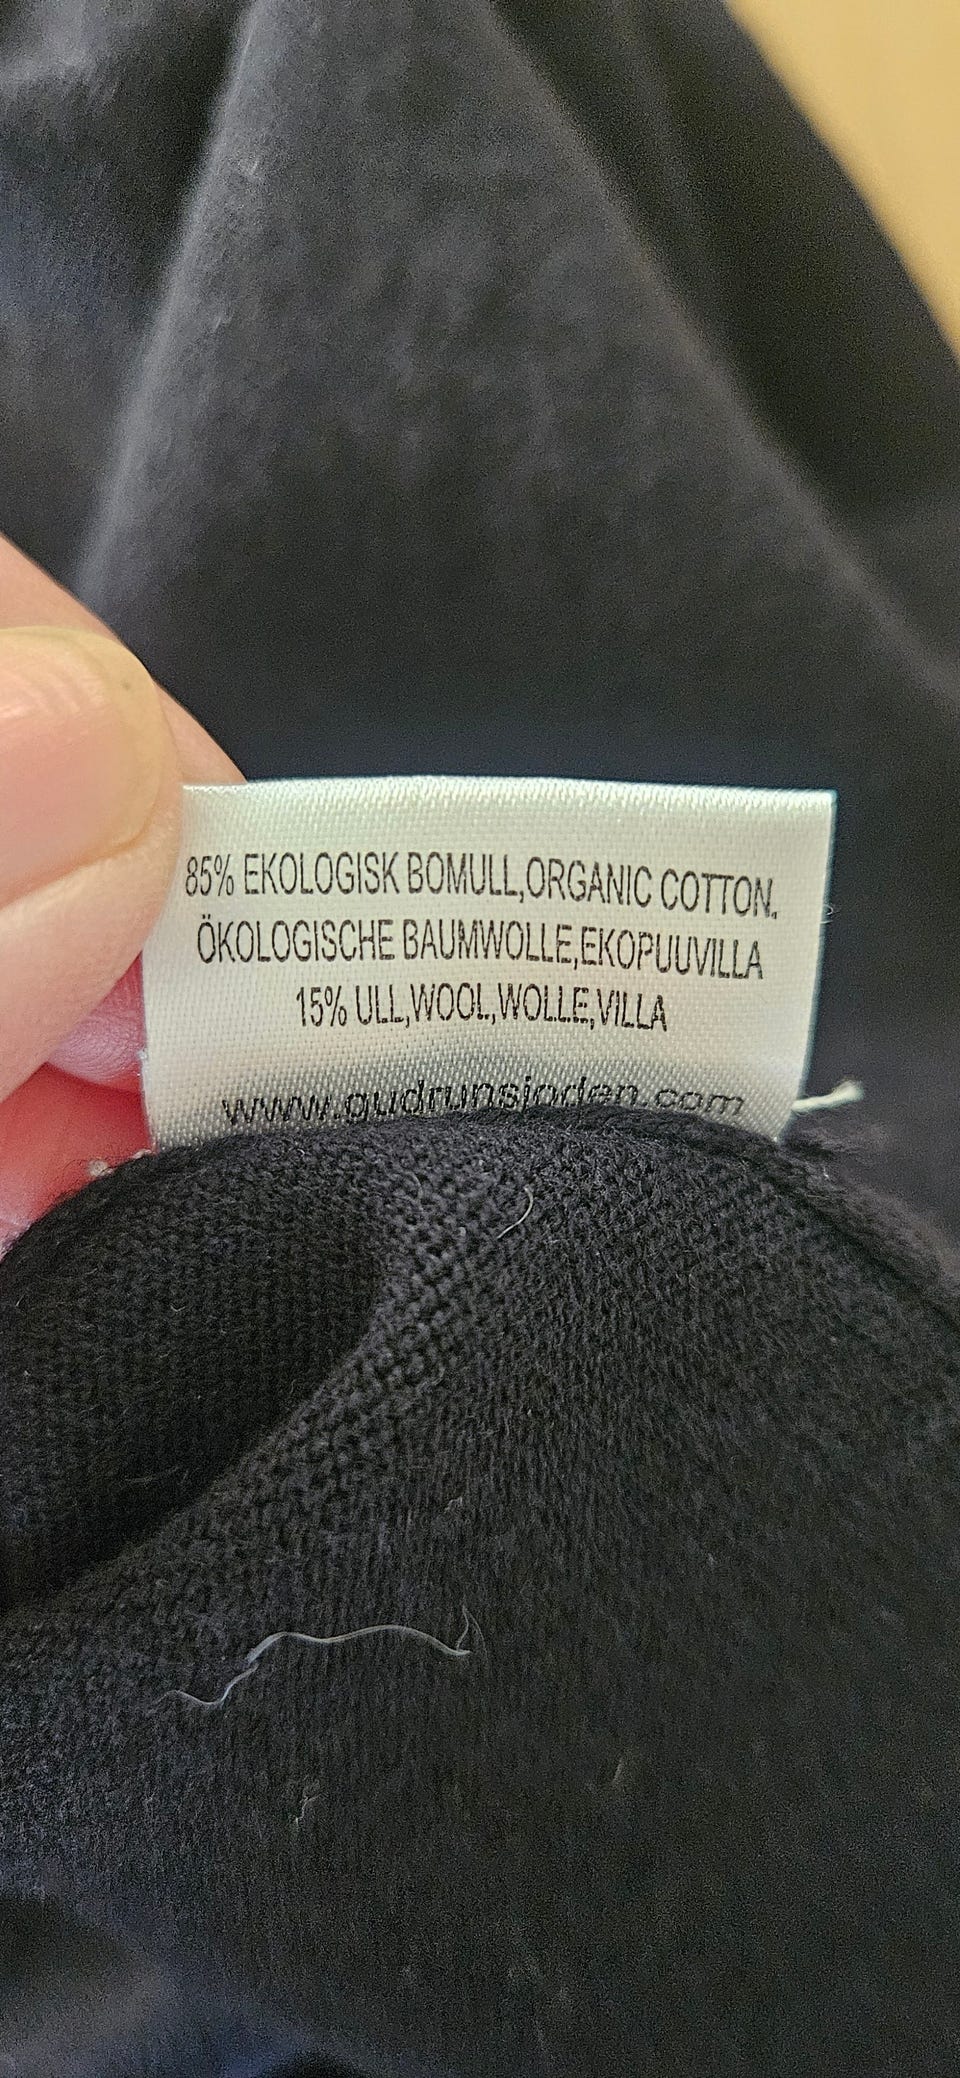 85% EKOLOGISK BOMULL,ORGANIC COTTON.
ÖKOLOGISCHE BAUMWOLLE,EKOPUUVILLA
15% ULL,WOOL,WOLLE,VILLA
www.gudrunsjoden.com